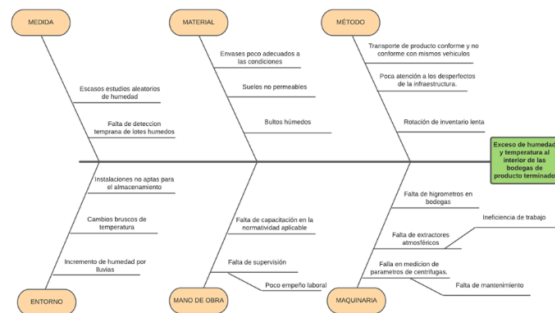 MEDIDA
MATERIAL
MÉTODO
Escasos estudios aleatorios
de humedad
Falta de deteccion
temprana de lotes humedos
Envases poco adecuados a
las condiciones
Suelos no permeables
Bultos húmedos
Transporte de producto conforme y no
conforme con mismos vehiculos
Poca atención a los desperfectos
de la infraestructura.
Rotación de inventario lenta
Exceso de humedad
y temperatura al
interior de las
bodegas de
producto terminado
Instalaciones no aptas para
el almacenamiento
Cambios bruscos de
temperatura
Incremento de humedad por
lluvias
Falta de capacitación en la
normatividad aplicable
Falta de supervisión
Poco empeño laboral
Falta de higrometros en
bodegas
Ineficiencia de trabajo
Falta de extractores
atmosféricos
Falla en medicion de
parametros de centrifugas.
Falta de mantenimiento
ENTORNO
MANO DE OBRA
MAQUINARIA